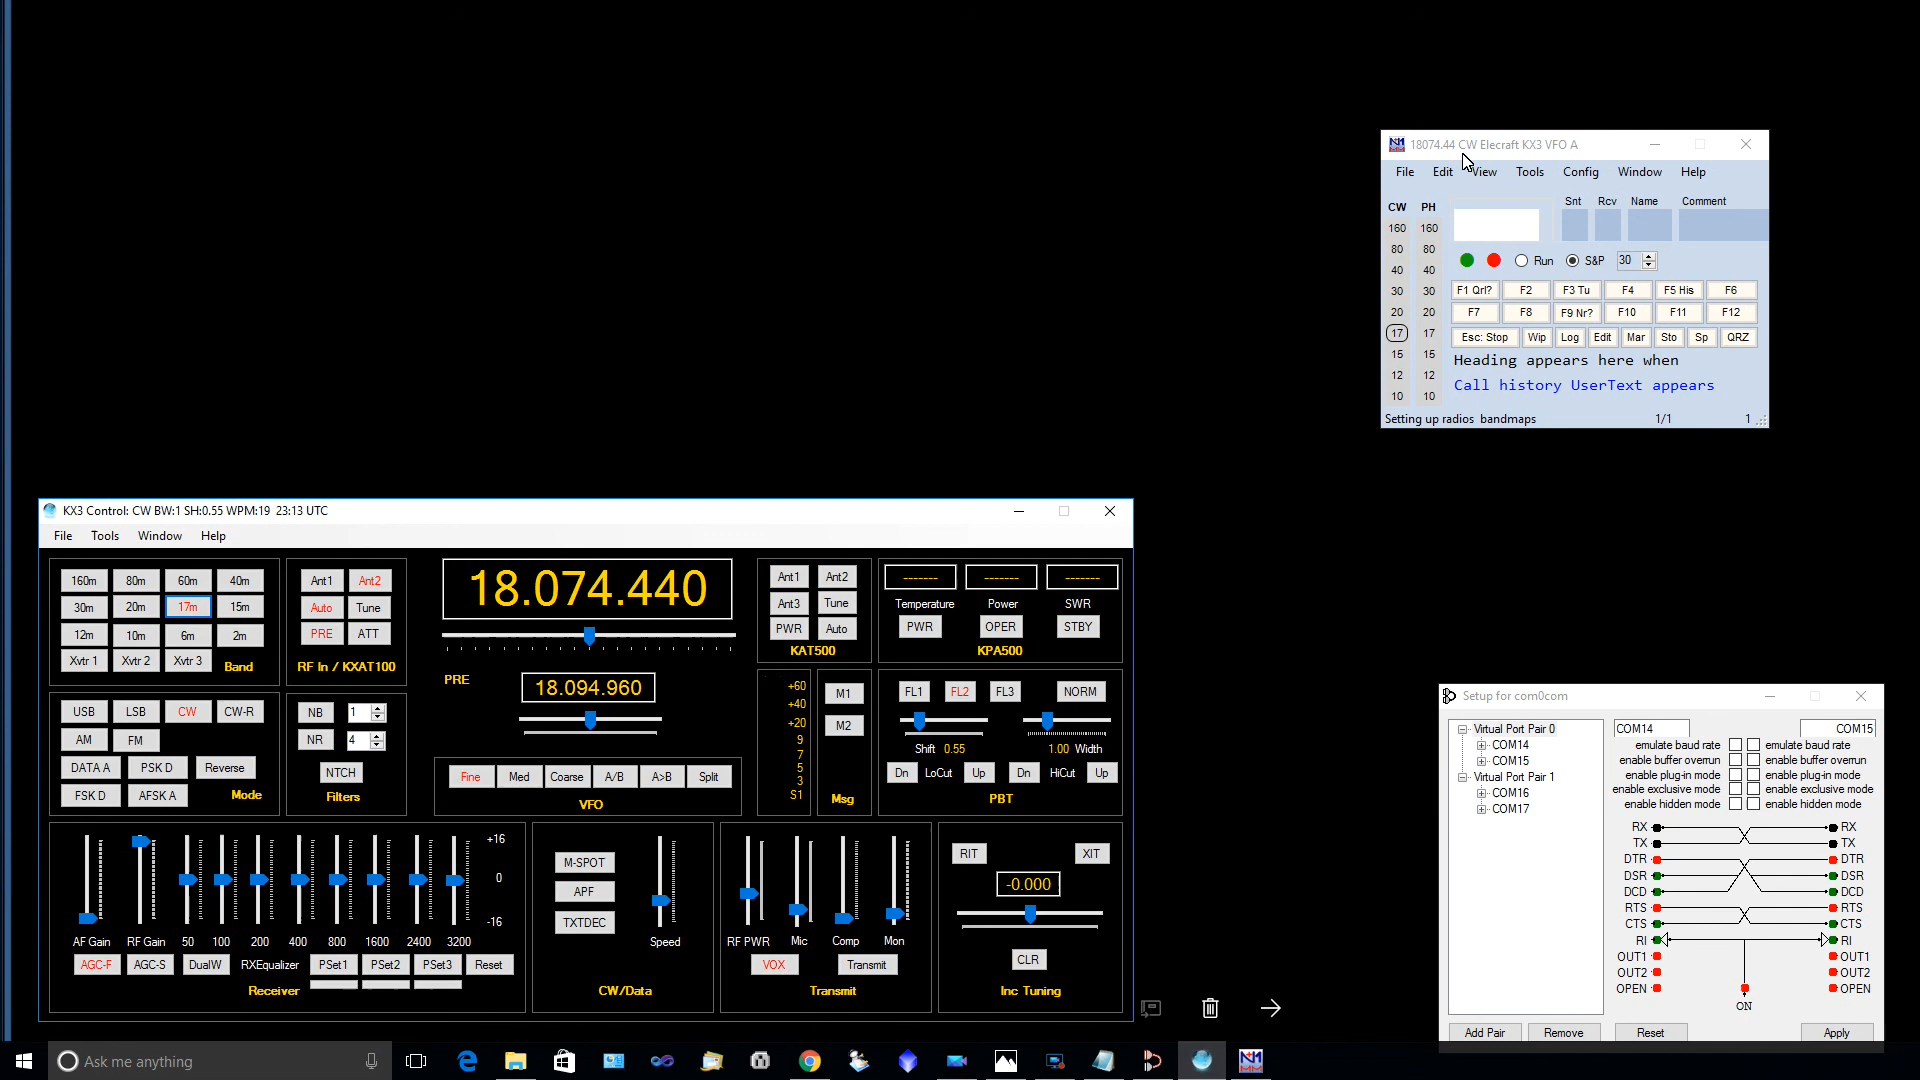 18074.44 CW Elecraft KX3 VFO A
File Edit View Tools Config Window Help
Snt Rcv Name Comment
CW PH
160 160
80 80
40 40
30 30
20 20
17 17
15 15
12 12
10 10
Run S&P 30
F1 Qrl? F2 F3 Tu F4 F5 His F6
F7 F8 F9 Nr? F10 F11 F12
Esc: Stop Wip Log Edit Mar Sto Sp QRZ
Heading appears here when
Call history UserText appears
Setting up radios bandmaps 1/1 1
KX3 Control: CW BW:1 SH:0.55 WPM:19 23:13 UTC
File Tools Window Help
160m 80m 60m 40m
30m 20m 17m 15m
12m 10m 6m 2m
Xvtr 1 Xvtr 2 Xvtr 3 Band
Ant1 Ant2
Auto Tune
PRE ATT
RF In / KXAT100
18.074.440
PRE
18.094.960
Fine Med Coarse A/B A>B Split
VFO
Ant1 Ant2
Ant3 Tune
PWR Auto
KAT500
------- ------- -------
Temperature Power SWR
PWR OPER STBY
KPA500
USB LSB CW CW-R
AM FM
DATA A PSK D Reverse
FSK D AFSK A Mode
NB 1
NR 4
NTCH
Filters
+60
+40
+20
9
7
5
3
S1
M1
M2
Msg
FL1 FL2 FL3 NORM
Shift 0.55 1.00 Width
Dn LoCut Up Dn HiCut Up
PBT
+16
0
-16
AF Gain RF Gain 50 100 200 400 800 1600 2400 3200
AGC-F AGC-S DualW RXEqualizer PSet1 PSet2 PSet3 Reset
Receiver
M-SPOT
APF
TXTDEC
Speed
CW/Data
RF PWR Mic Comp Mon
VOX Transmit
Transmit
RIT XIT
-0.000
CLR
Inc Tuning
Setup for com0com
Virtual Port Pair 0
COM14
COM15
Virtual Port Pair 1
COM16
COM17
COM14 COM15
emulate baud rate emulate baud rate
enable buffer overrun enable buffer overrun
enable plug-in mode enable plug-in mode
enable exclusive mode enable exclusive mode
enable hidden mode enable hidden mode
RX RX
TX TX
DTR DTR
DSR DSR
DCD DCD
RTS RTS
CTS CTS
RI RI
OUT1 OUT1
OUT2 OUT2
OPEN OPEN
ON
Add Pair Remove Reset Apply
Ask me anything